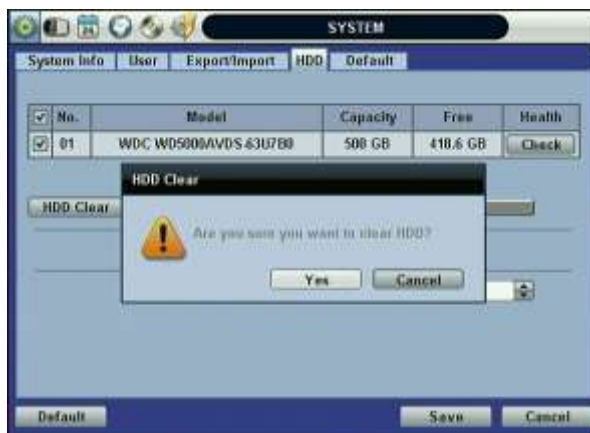 SYSTEM
System Info User Export/Import HDD Default
No. Model Capacity Free Health
01 WDC WD5000AVDS-63U7B0 500 GB 418.6 GB Check
HDD Clear
HDD Clear
Are you sure you want to clear HDD?
Yes Cancel
Default Save Cancel